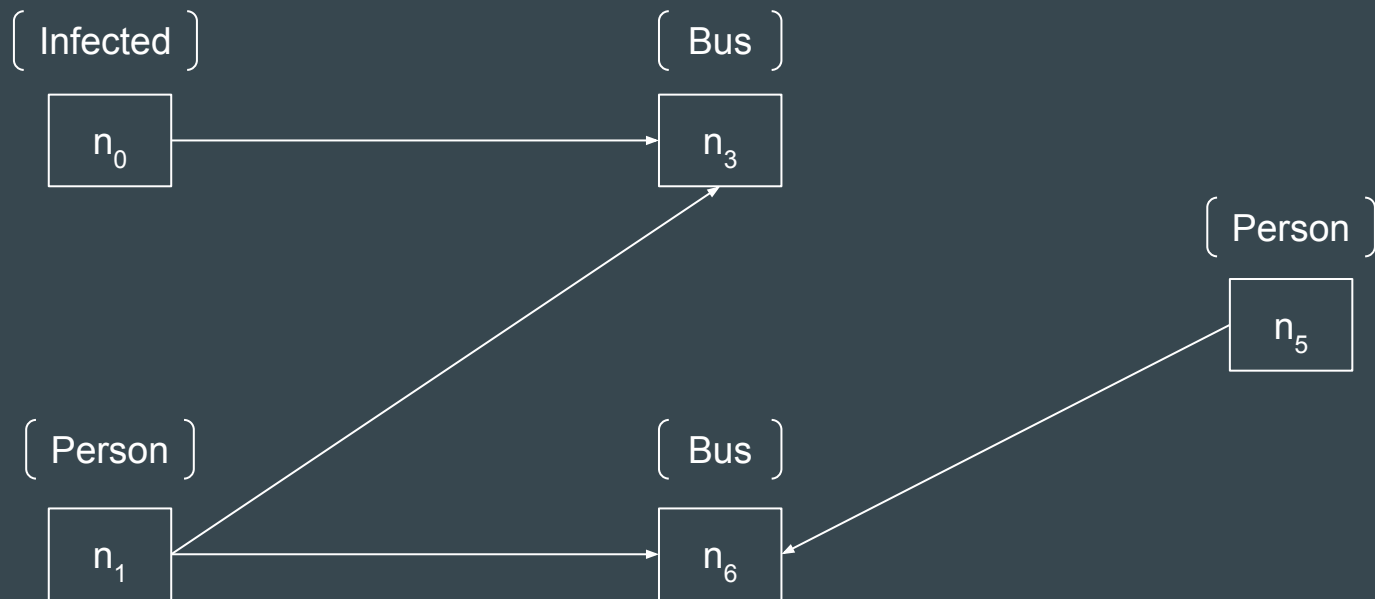 Infected
Bus
n₀
n₃
Person
n₅
Person
Bus
n₁
n₆